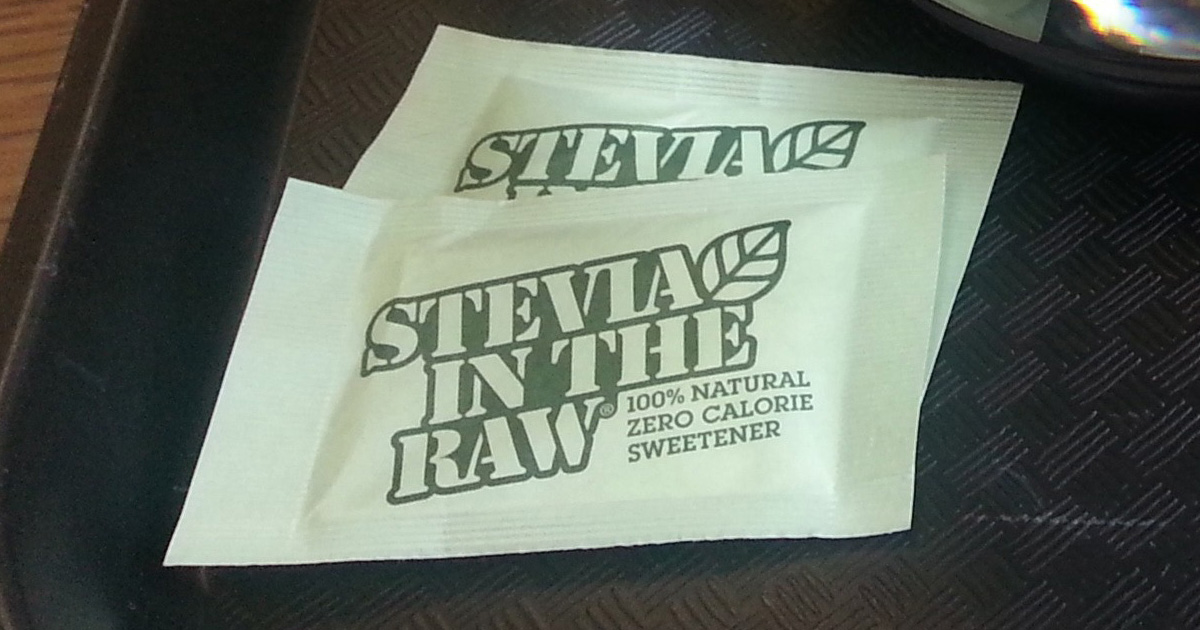 STEVIA
STEVIA
IN THE
RAW®
100% NATURAL
ZERO CALORIE
SWEETENER